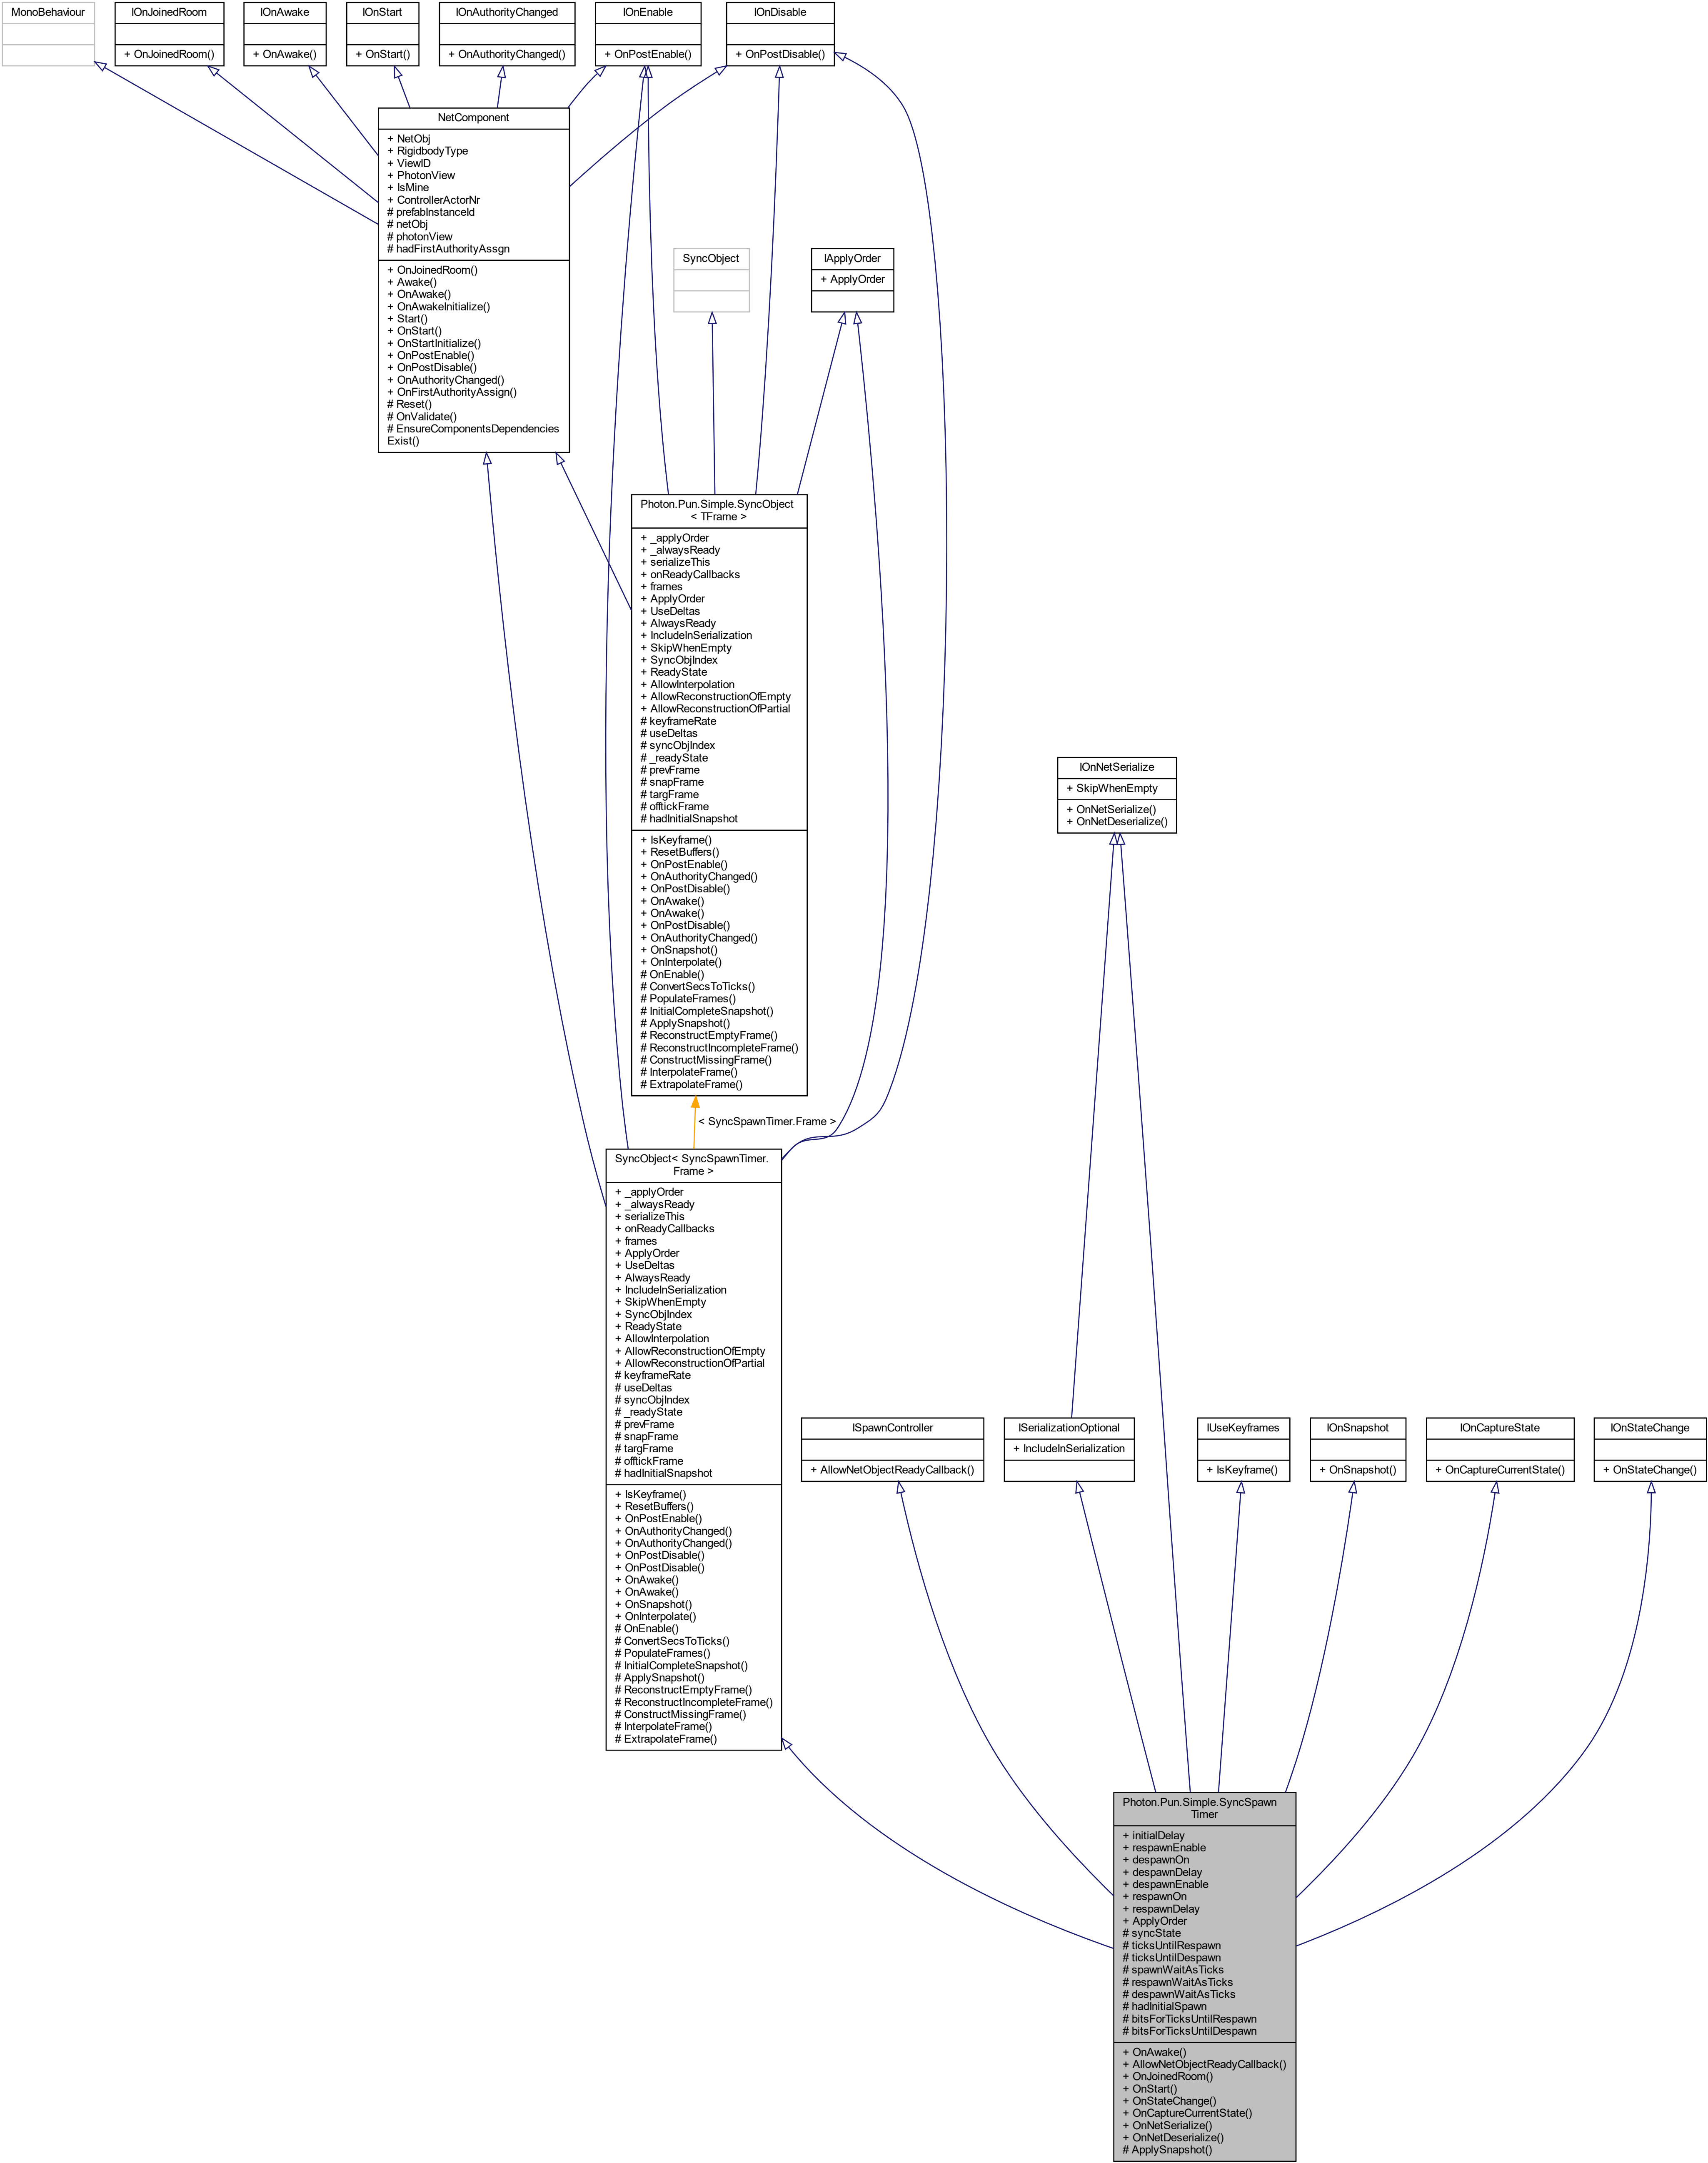 MonoBehaviour
IOnJoinedRoom
+ OnJoinedRoom()
IOnAwake
+ OnAwake()
IOnStart
+ OnStart()
IOnAuthorityChanged
+ OnAuthorityChanged()
IOnEnable
+ OnPostEnable()
IOnDisable
+ OnPostDisable()
NetComponent
+ NetObj
+ RigidbodyType
+ ViewID
+ PhotonView
+ IsMine
+ ControllerActorNr
# prefabInstanceId
# netObj
# photonView
# hadFirstAuthorityAssgn
+ OnJoinedRoom()
+ Awake()
+ OnAwake()
+ OnAwakeInitialize()
+ Start()
+ OnStart()
+ OnStartInitialize()
+ OnPostEnable()
+ OnPostDisable()
+ OnAuthorityChanged()
+ OnFirstAuthorityAssign()
# Reset()
# OnValidate()
# EnsureComponentsDependencies
Exist()
SyncObject
IApplyOrder
+ ApplyOrder
Photon.Pun.Simple.SyncObject
< TFrame >
+ _applyOrder
+ _alwaysReady
+ serializeThis
+ onReadyCallbacks
+ frames
+ ApplyOrder
+ UseDeltas
+ AlwaysReady
+ IncludeInSerialization
+ SkipWhenEmpty
+ SyncObjIndex
+ ReadyState
+ AllowInterpolation
+ AllowReconstructionOfEmpty
+ AllowReconstructionOfPartial
# keyframeRate
# useDeltas
# syncObjIndex
# _readyState
# prevFrame
# snapFrame
# targFrame
# offtickFrame
# hadInitialSnapshot
+ IsKeyframe()
+ ResetBuffers()
+ OnPostEnable()
+ OnAuthorityChanged()
+ OnPostDisable()
+ OnAwake()
+ OnAwake()
+ OnPostDisable()
+ OnAuthorityChanged()
+ OnSnapshot()
+ OnInterpolate()
# OnEnable()
# ConvertSecsToTicks()
# PopulateFrames()
# InitialCompleteSnapshot()
# ApplySnapshot()
# ReconstructEmptyFrame()
# ReconstructIncompleteFrame()
# ConstructMissingFrame()
# InterpolateFrame()
# ExtrapolateFrame()
IOnNetSerialize
+ SkipWhenEmpty
+ OnNetSerialize()
+ OnNetDeserialize()
< SyncSpawnTimer.Frame >
SyncObject< SyncSpawnTimer.
Frame >
+ _applyOrder
+ _alwaysReady
+ serializeThis
+ onReadyCallbacks
+ frames
+ ApplyOrder
+ UseDeltas
+ AlwaysReady
+ IncludeInSerialization
+ SkipWhenEmpty
+ SyncObjIndex
+ ReadyState
+ AllowInterpolation
+ AllowReconstructionOfEmpty
+ AllowReconstructionOfPartial
# keyframeRate
# useDeltas
# syncObjIndex
# _readyState
# prevFrame
# snapFrame
# targFrame
# offtickFrame
# hadInitialSnapshot
+ IsKeyframe()
+ ResetBuffers()
+ OnPostEnable()
+ OnAuthorityChanged()
+ OnAuthorityChanged()
+ OnPostDisable()
+ OnPostDisable()
+ OnAwake()
+ OnAwake()
+ OnSnapshot()
+ OnInterpolate()
# OnEnable()
# ConvertSecsToTicks()
# PopulateFrames()
# InitialCompleteSnapshot()
# ApplySnapshot()
# ReconstructEmptyFrame()
# ReconstructIncompleteFrame()
# ConstructMissingFrame()
# InterpolateFrame()
# ExtrapolateFrame()
ISpawnController
+ AllowNetObjectReadyCallback()
ISerializationOptional
+ IncludeInSerialization
IUseKeyframes
+ IsKeyframe()
IOnSnapshot
+ OnSnapshot()
IOnCaptureState
+ OnCaptureCurrentState()
IOnStateChange
+ OnStateChange()
Photon.Pun.Simple.SyncSpawn
Timer
+ initialDelay
+ respawnEnable
+ despawnOn
+ despawnDelay
+ despawnEnable
+ respawnOn
+ respawnDelay
+ ApplyOrder
# syncState
# ticksUntilRespawn
# ticksUntilDespawn
# spawnWaitAsTicks
# respawnWaitAsTicks
# despawnWaitAsTicks
# hadInitialSpawn
# bitsForTicksUntilRespawn
# bitsForTicksUntilDespawn
+ OnAwake()
+ AllowNetObjectReadyCallback()
+ OnJoinedRoom()
+ OnStart()
+ OnStateChange()
+ OnCaptureCurrentState()
+ OnNetSerialize()
+ OnNetDeserialize()
# ApplySnapshot()